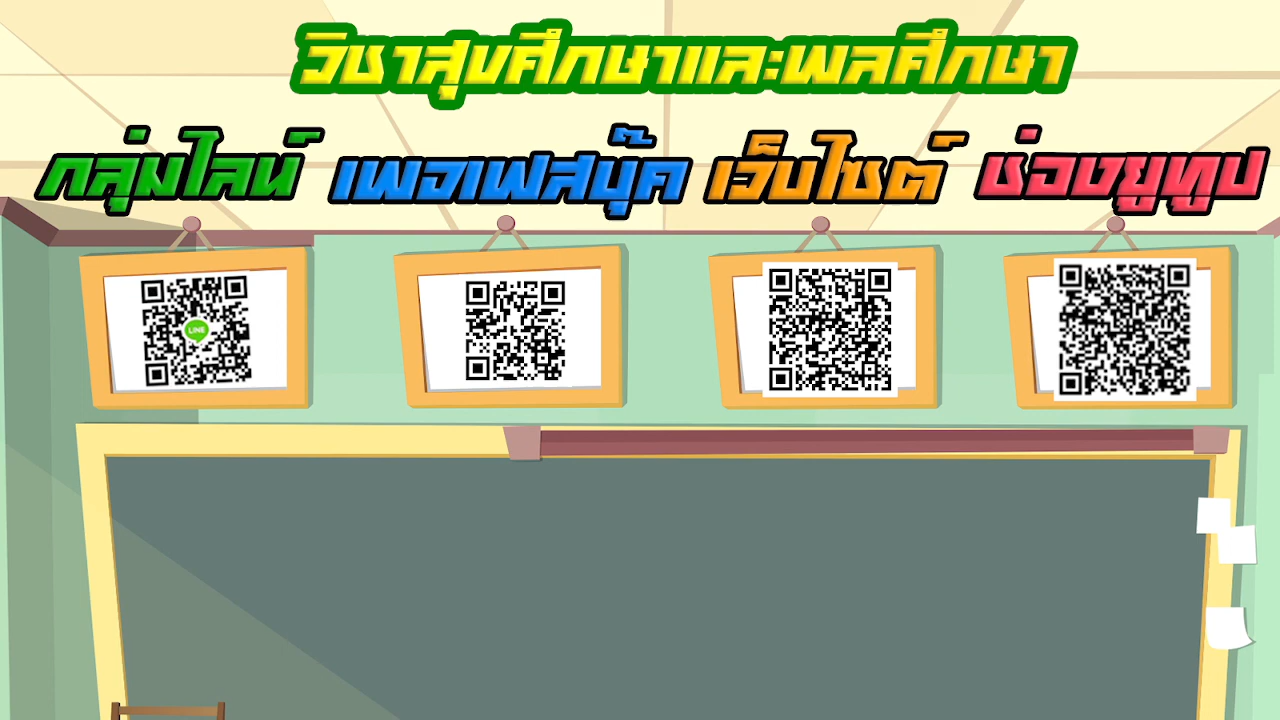 วิชาสุขศึกษาและพลศึกษา
กลุ่มไลน์ เพจเฟสบุ๊ค เว็บไซต์ ช่องยูทูป
LINE